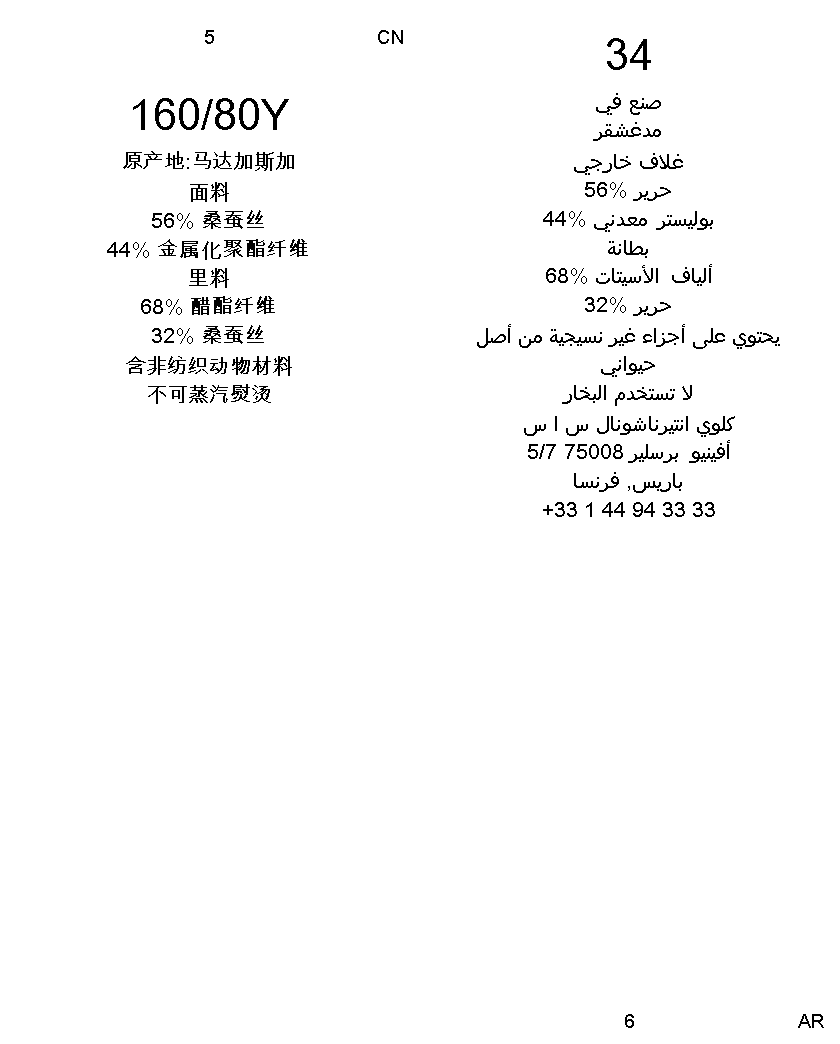 5 CN
160/80Y
原产地:马达加斯加
面料
56% 桑蚕丝
44% 金属化聚酯纤维
里料
68% 醋酯纤维
32% 桑蚕丝
含非纺织动物材料
不可蒸汽熨烫
34
صنع في
مدغشقر
غلاف خارجي
حرير %56
بوليستر معدني %44
بطانة
ألياف الأسيتات %68
حرير %32
يحتوي على أجزاء غير نسيجية من أصل
حيواني
لا تستخدم البخار
كلوي انتيرناشونال س ا س
أفينيو برسلير 75008 5/7
باريس, فرنسا
+33 1 44 94 33 33
6 AR